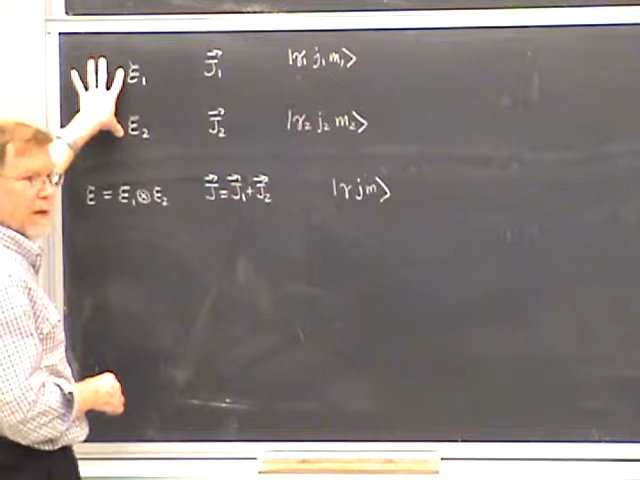 ℰ₁ J⃗₁ |γ₁ j₁ m₁⟩
ℰ₂ J⃗₂ |γ₂ j₂ m₂⟩
ℰ = ℰ₁⊗ℰ₂ J⃗=J⃗₁+J⃗₂ |γ j m⟩